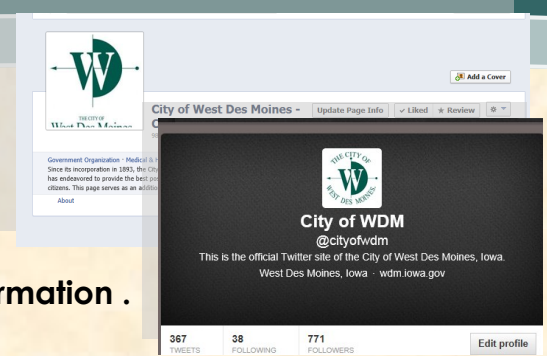 Add a Cover
THE CITY OF
West Des Moines
City of West Des Moines -
Update Page Info
Liked
Review
Government Organization · Medical &
Since its incorporation in 1893, the City
has endeavored to provide the best
citizens. This page serves as an
About
THE CITY OF
WEST DES MOINES
City of WDM
@cityofwdm
This is the official Twitter site of the City of West Des Moines, Iowa.
West Des Moines, Iowa · wdm.iowa.gov
367
TWEETS
38
FOLLOWING
771
FOLLOWERS
Edit profile
rmation .